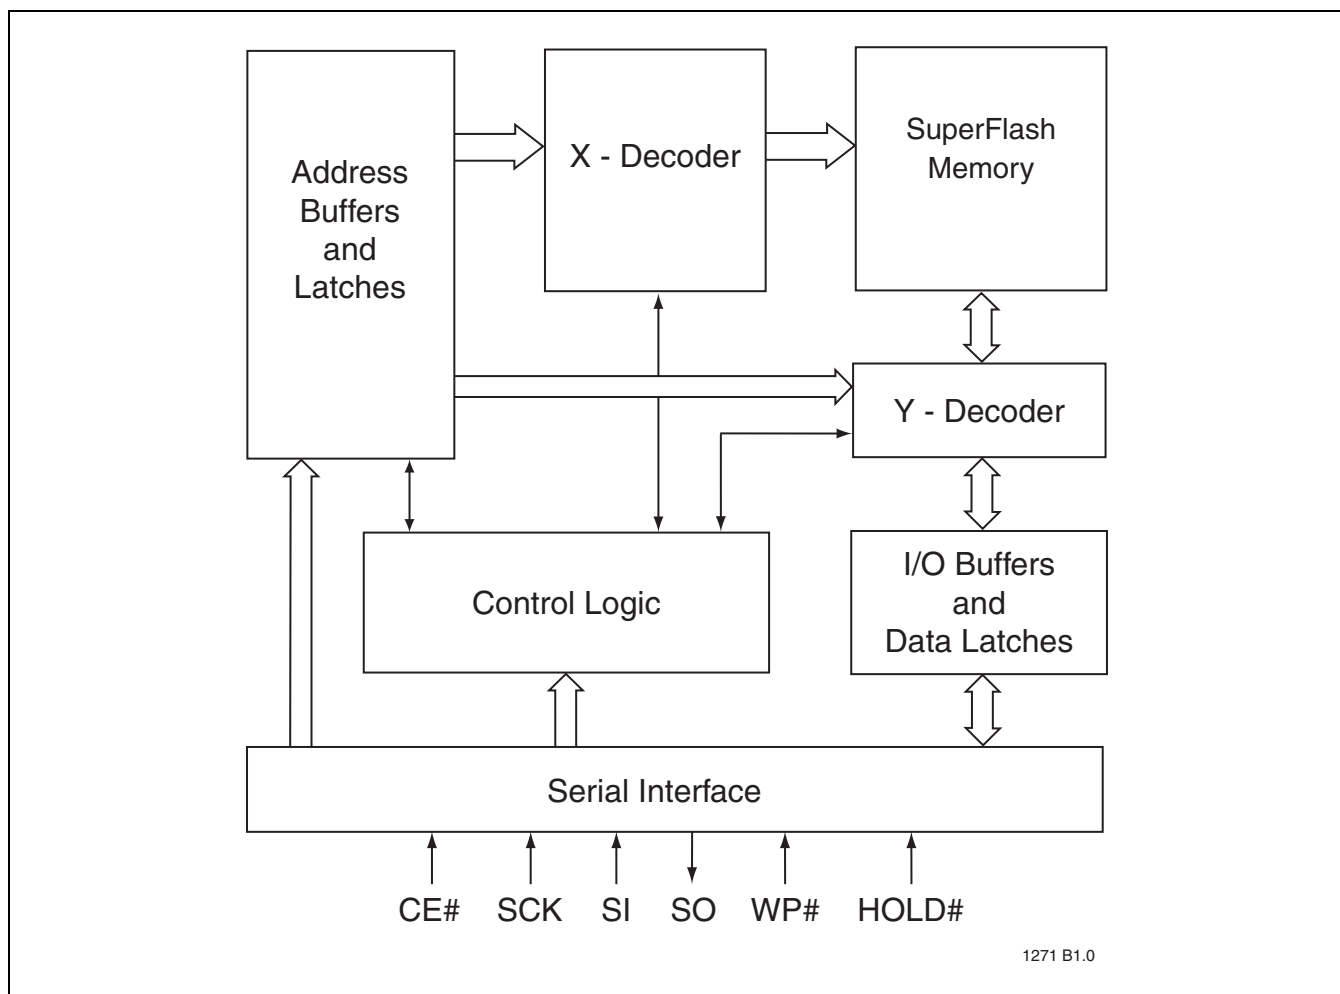 Address
Buffers
and
Latches
X - Decoder
SuperFlash
Memory
Y - Decoder
Control Logic
I/O Buffers
and
Data Latches
Serial Interface
CE# SCK SI SO WP# HOLD#
1271 B1.0